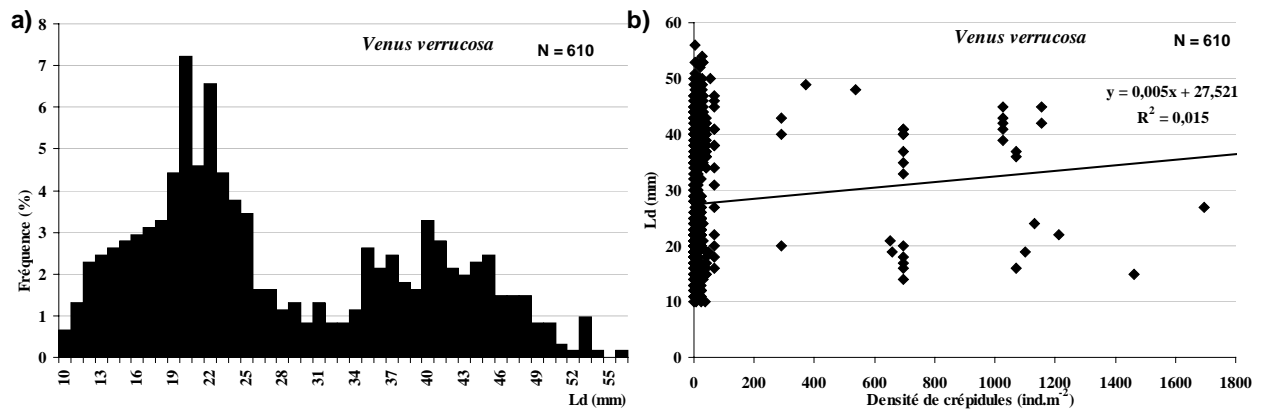 a)
Venus verrucosa
N = 610
Fréquence (%)
8
7
6
5
4
3
2
1
0
10 13 16 19 22 25 28 31 34 37 40 43 46 49 52 55
Ld (mm)
b)
Venus verrucosa
N = 610
y = 0,005x + 27,521
R² = 0,015
Ld (mm)
60
50
40
30
20
10
0
0 200 400 600 800 1000 1200 1400 1600 1800
Densité de crépidules (ind.m⁻²)